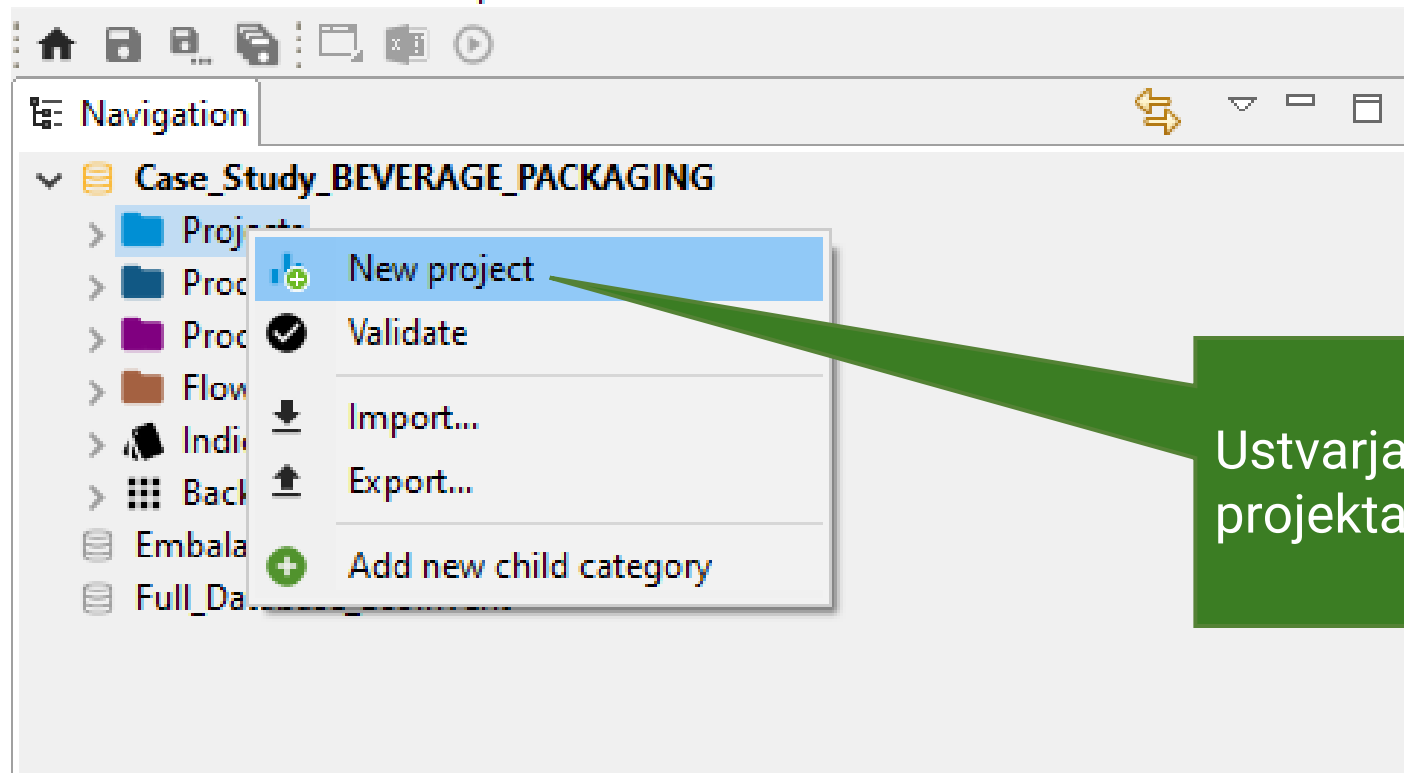 Navigation
Case_Study_BEVERAGE_PACKAGING
New project
Validate
Import...
Export...
Add new child category
Ustvarja
projekta